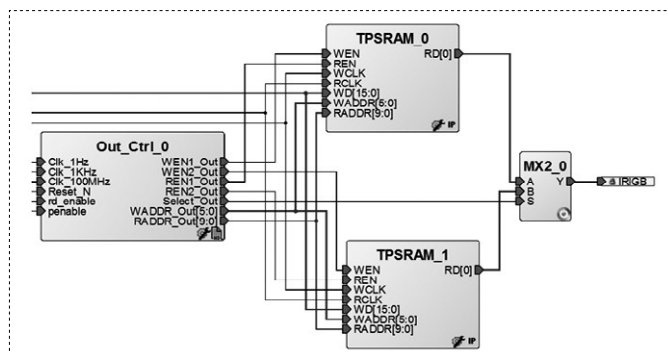 TPSRAM_0
WEN
REN
WCLK
RCLK
WD[15:0]
WADDR[5:0]
RADDR[9:0]
RD[0]
IP
Out_Ctrl_0
Clk_1Hz
Clk_1KHz
Clk_100MHz
Reset_N
rd_enable
penable
WEN1_Out
WEN2_Out
REN1_Out
REN2_Out
Select_Out
WADDR_Out[5:0]
RADDR_Out[9:0]
MX2_0
A
B
S
Y
IRIGB
TPSRAM_1
WEN
REN
WCLK
RCLK
WD[15:0]
WADDR[5:0]
RADDR[9:0]
RD[0]
IP